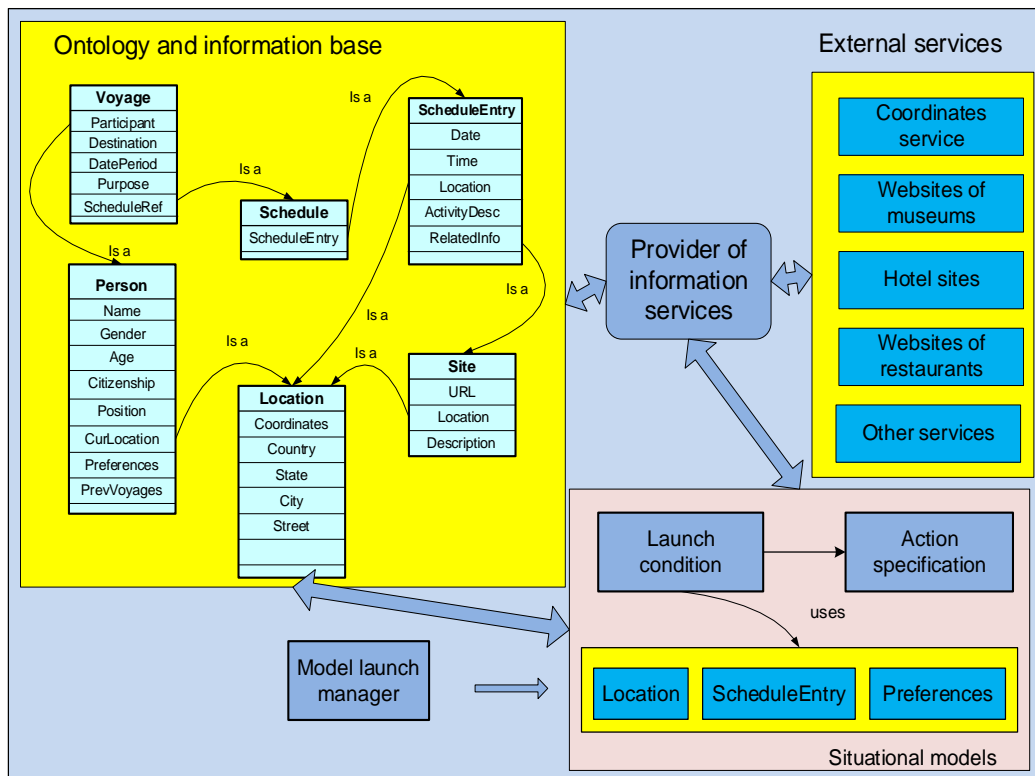 Ontology and information base
Voyage
Participant
Destination
DatePeriod
Purpose
ScheduleRef
Is a
Schedule
ScheduleEntry
Is a
ScheduleEntry
Date
Time
Location
ActivityDesc
RelatedInfo
Is a
Person
Name
Gender
Age
Citizenship
Position
CurLocation
Preferences
PrevVoyages
Is a
Is a
Is a
Is a
Location
Coordinates
Country
State
City
Street
Site
URL
Location
Description
Provider of
information
services
External services
Coordinates
service
Websites of
museums
Hotel sites
Websites of
restaurants
Other services
Model launch
manager
Launch
condition
Action
specification
uses
Location
ScheduleEntry
Preferences
Situational models